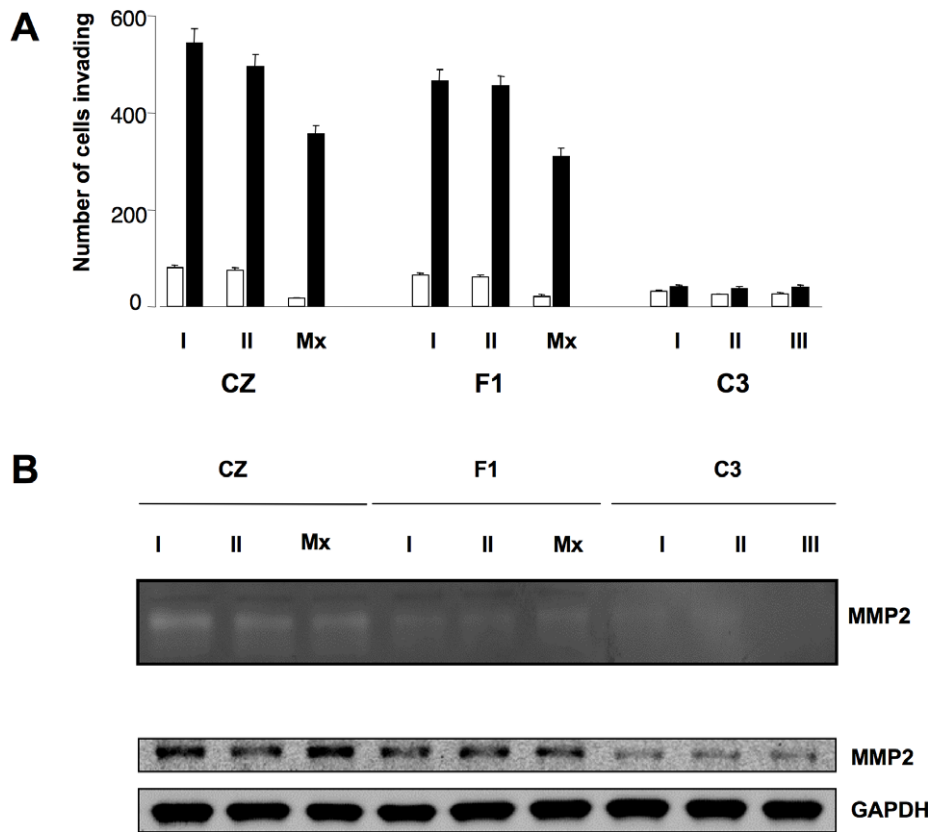 A
Number of cells invading
600
400
200
0
I II Mx I II Mx I II III
CZ F1 C3
B
CZ F1 C3
I II Mx I II Mx I II III
MMP2
MMP2
GAPDH